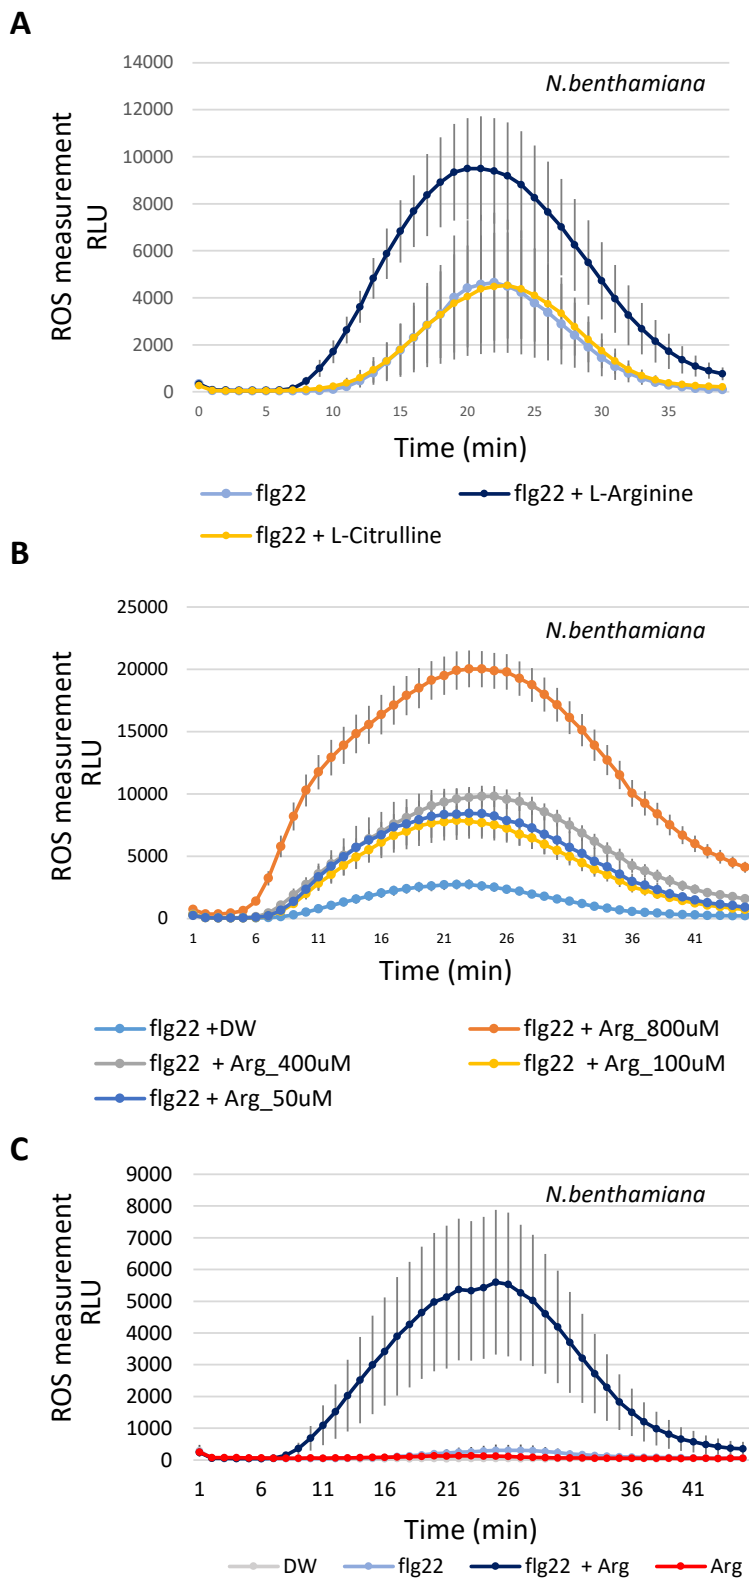 A
14000
12000
10000
8000
6000
4000
2000
0
ROS measurement
RLU
N.benthamiana
0 5 10 15 20 25 30 35
Time (min)
flg22 flg22 + L-Arginine
flg22 + L-Citrulline
B
25000
20000
15000
10000
5000
0
ROS measurement
RLU
N.benthamiana
1 6 11 16 21 26 31 36 41
Time (min)
flg22 +DW flg22 + Arg_800uM
flg22 + Arg_400uM flg22 + Arg_100uM
flg22 + Arg_50uM
C
9000
8000
7000
6000
5000
4000
3000
2000
1000
0
ROS measurement
RLU
N.benthamiana
1 6 11 16 21 26 31 36 41
Time (min)
DW flg22 flg22 + Arg Arg